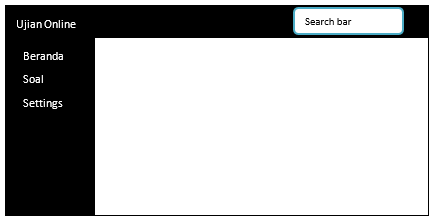 Ujian Online
Search bar
Beranda
Soal
Settings